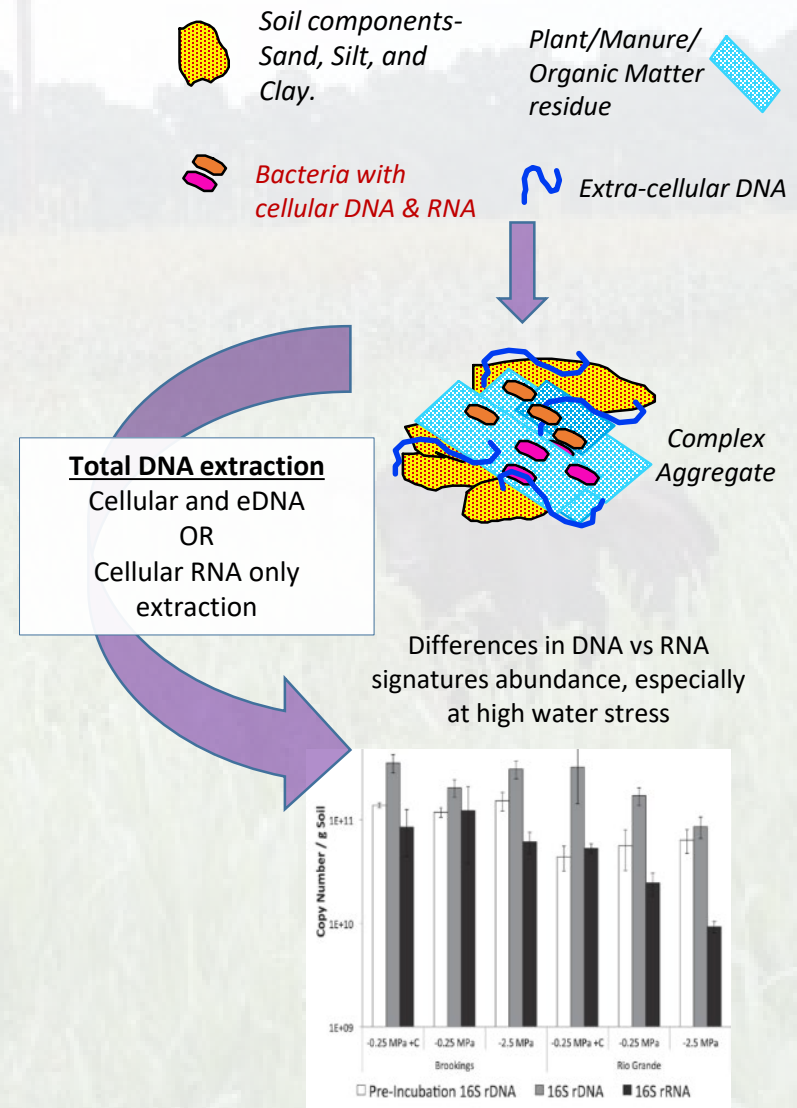 Soil components-
Sand, Silt, and
Clay.
Plant/Manure/
Organic Matter
residue
Bacteria with
cellular DNA & RNA
Extra-cellular DNA
Complex
Aggregate
Total DNA extraction
Cellular and eDNA
OR
Cellular RNA only
extraction
Differences in DNA vs RNA
signatures abundance, especially
at high water stress
Copy Number / g Soil
1E+11
1E+10
1E+09
-0.25 MPa +C
-0.25 MPa
-2.5 MPa
-0.25 MPa +C
-0.25 MPa
-2.5 MPa
Brookings
Rio Grande
Pre-Incubation 16S rDNA
16S rDNA
16S rRNA